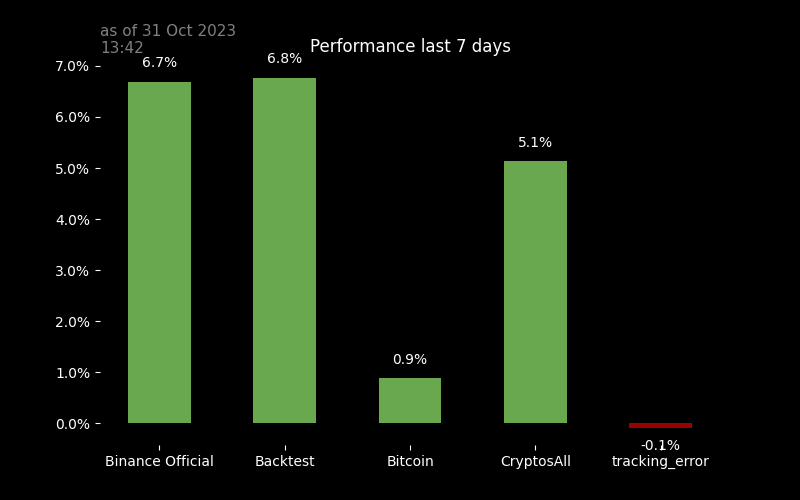 as of 31 Oct 2023
13:42
Performance last 7 days
7.0%
6.0%
5.0%
4.0%
3.0%
2.0%
1.0%
0.0%
6.7%
6.8%
0.9%
5.1%
-0.1%
Binance Official
Backtest
Bitcoin
CryptosAll
tracking_error